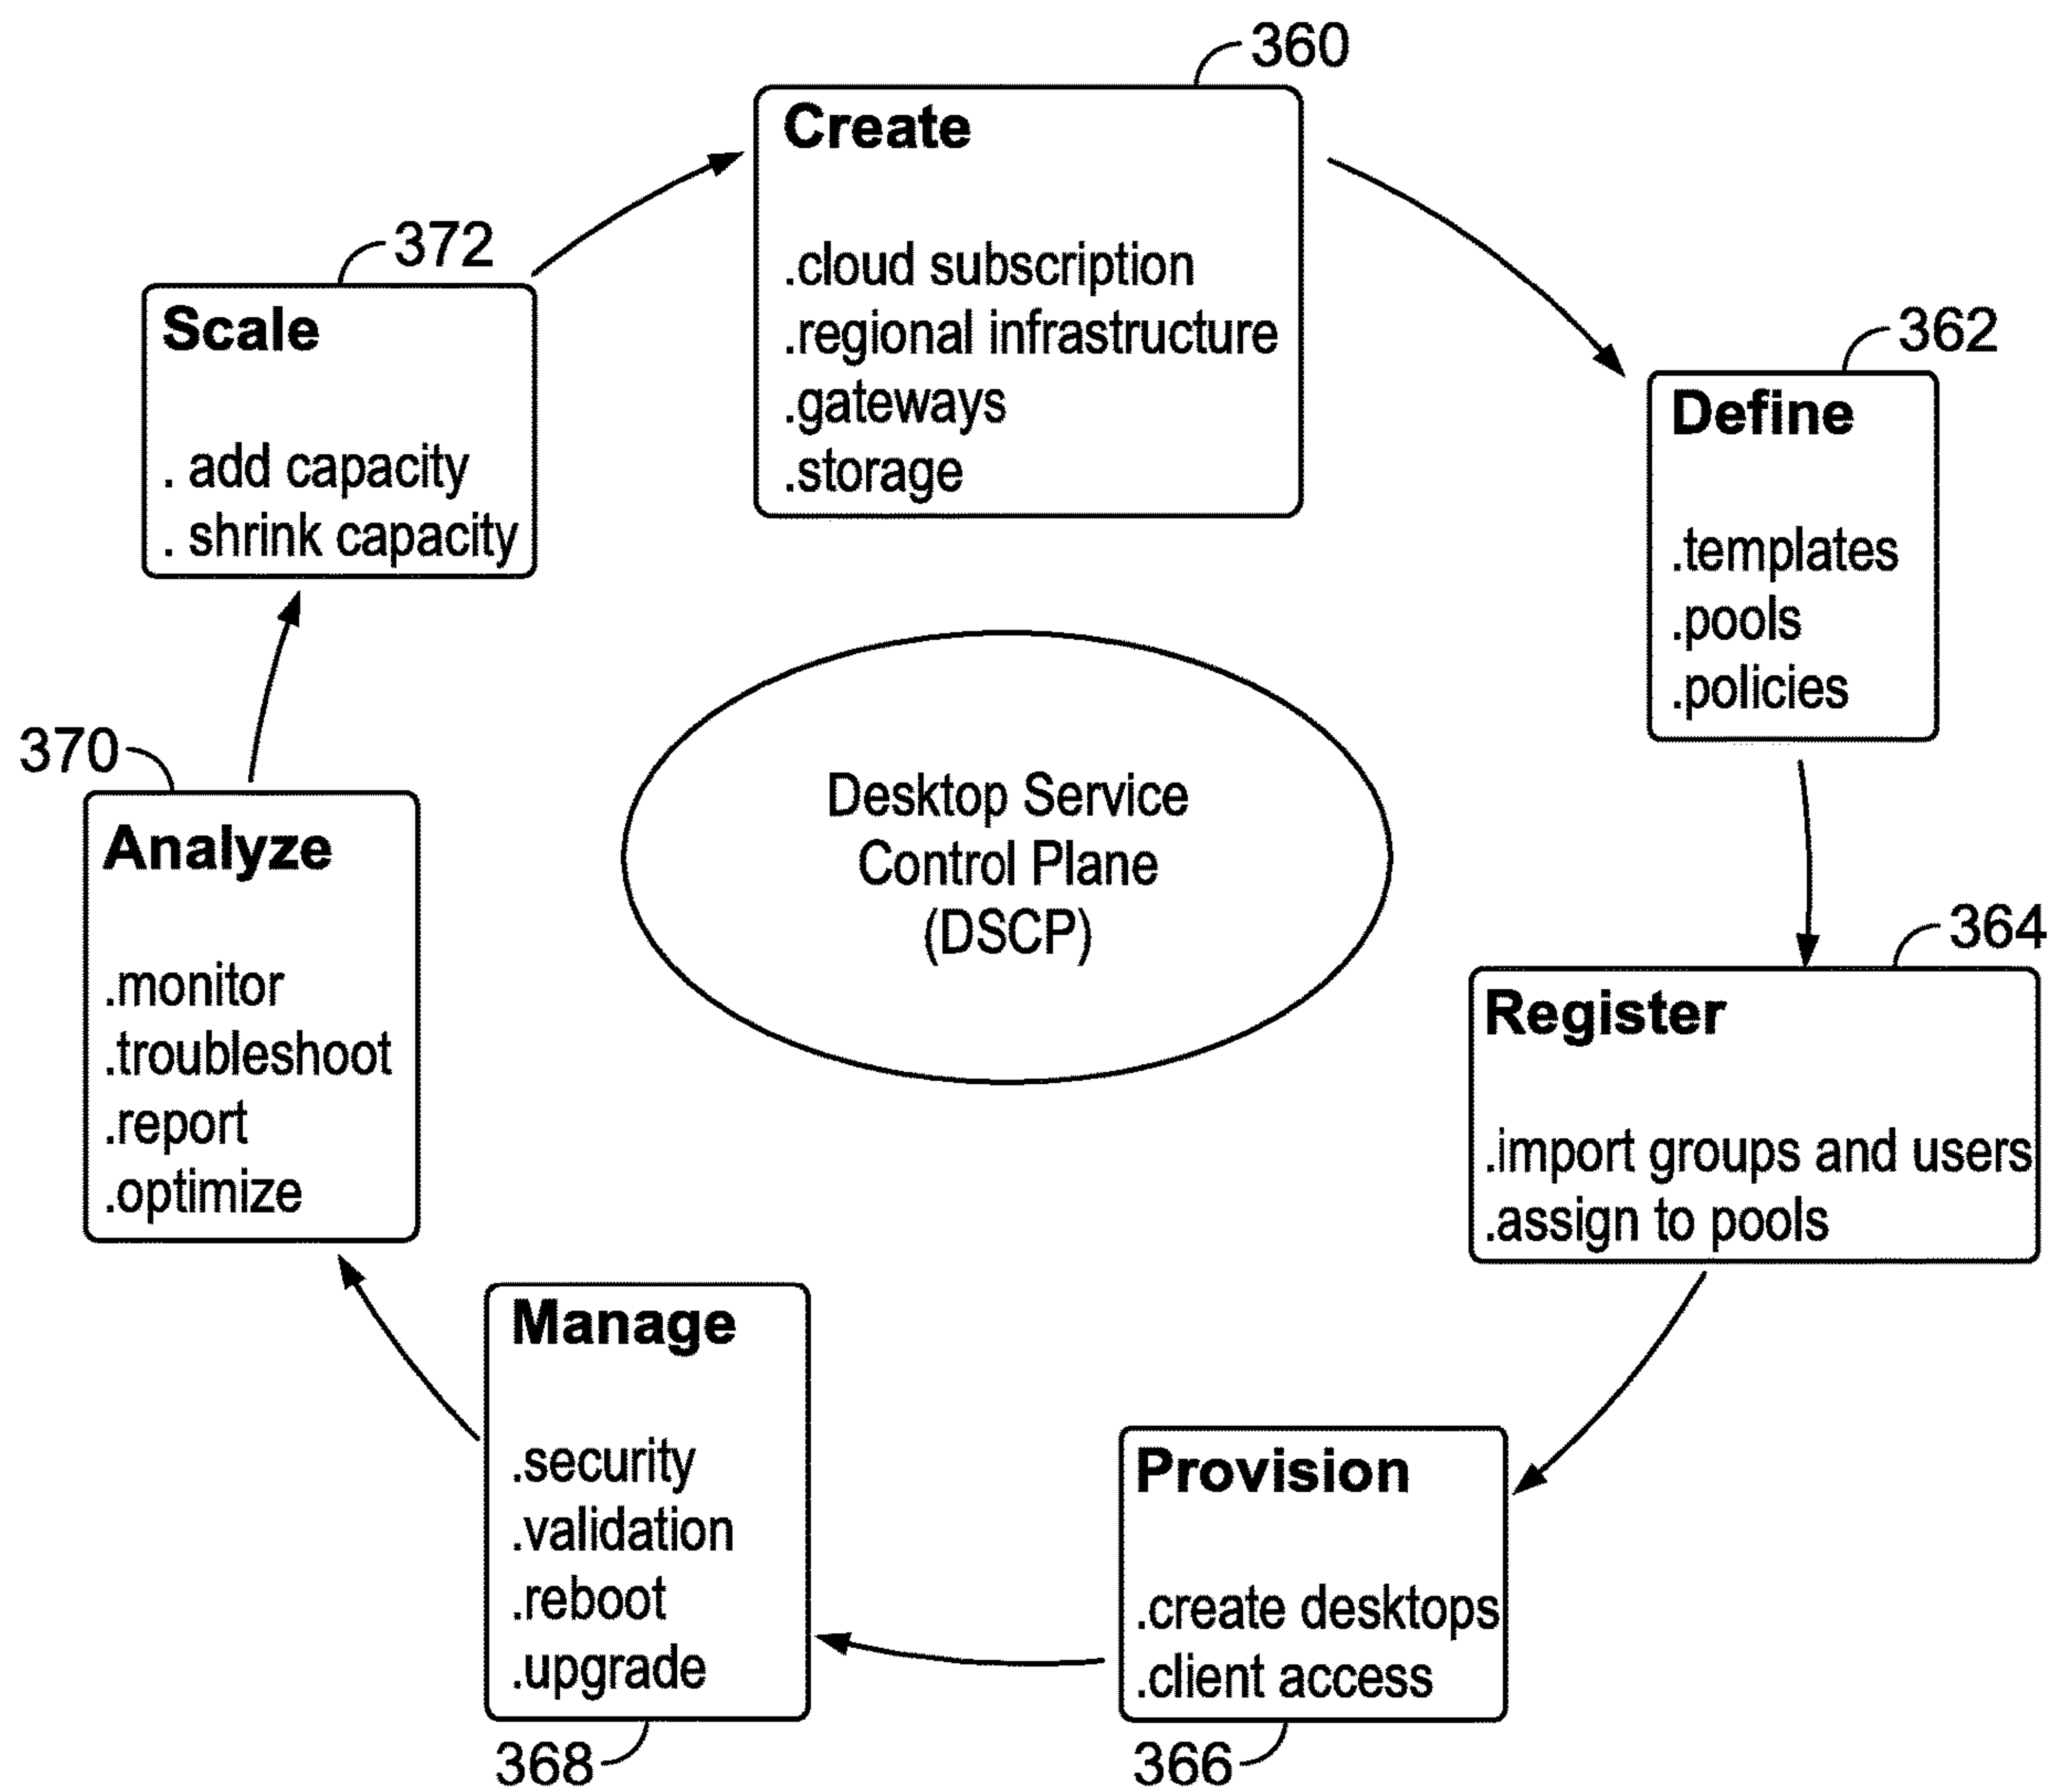 360
Create
.cloud subscription
.regional infrastructure
.gateways
.storage
362
Define
.templates
.pools
.policies
364
Register
.import groups and users
.assign to pools
366
Provision
.create desktops
.client access
368
Manage
.security
.validation
.reboot
.upgrade
370
Analyze
.monitor
.troubleshoot
.report
.optimize
372
Scale
. add capacity
. shrink capacity
Desktop Service
Control Plane
(DSCP)